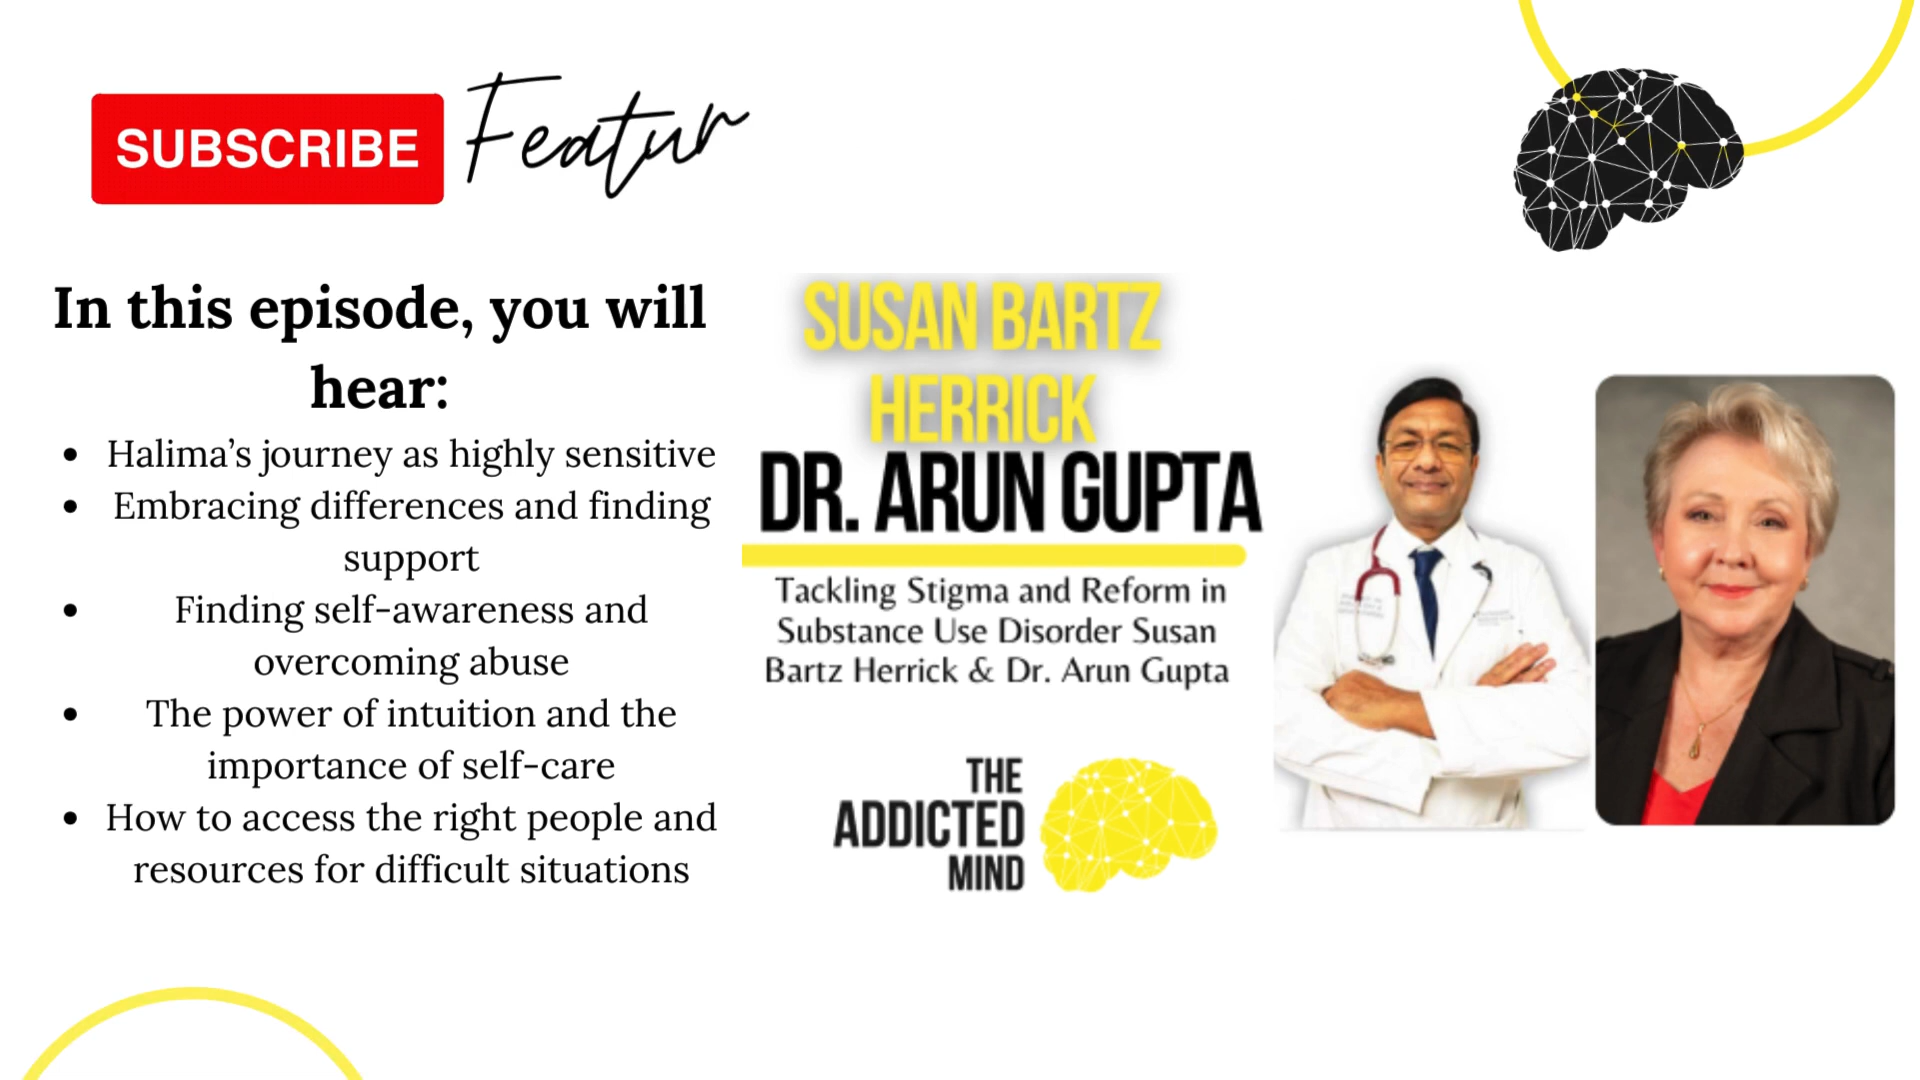 SUBSCRIBE
Featur
In this episode, you will
hear:
• Halima’s journey as highly sensitive
• Embracing differences and finding
support
• Finding self-awareness and
overcoming abuse
• The power of intuition and the
importance of self-care
• How to access the right people and
resources for difficult situations
SUSAN BARTZ
HERRICK
DR. ARUN GUPTA
Tackling Stigma and Reform in
Substance Use Disorder Susan
Bartz Herrick & Dr. Arun Gupta
THE
ADDICTED
MIND